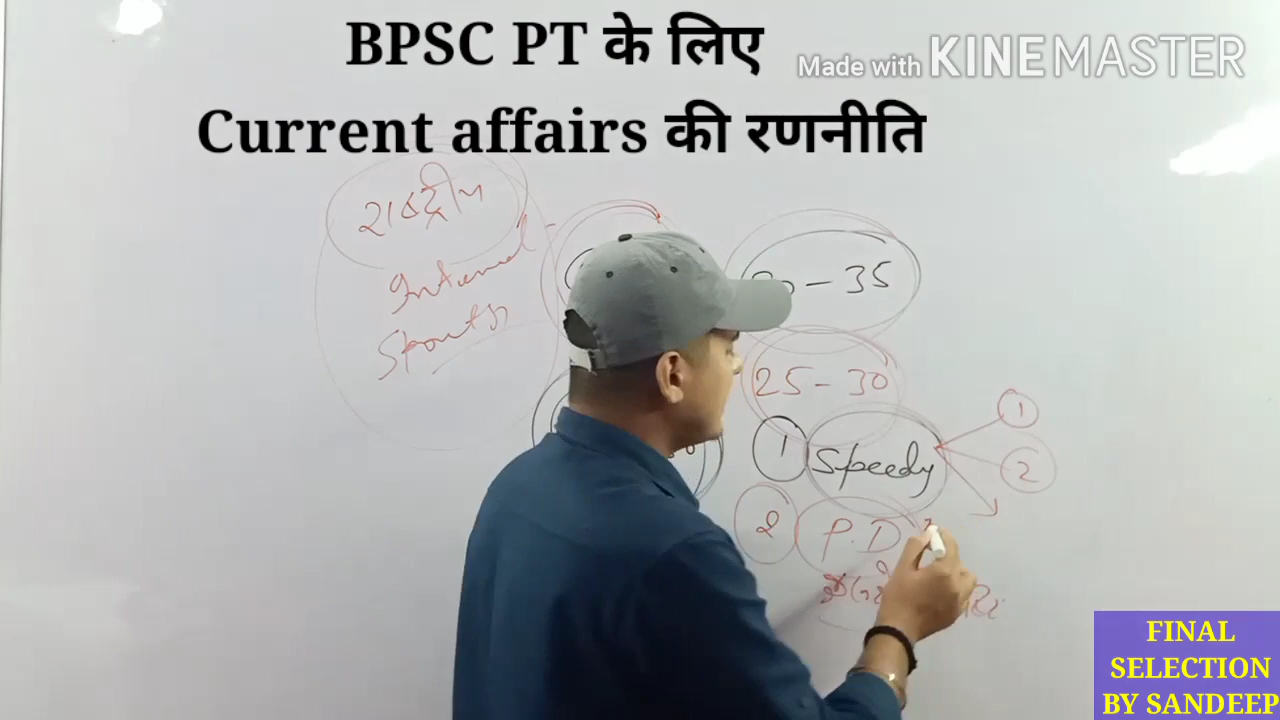 BPSC PT के लिए
Made with KINEMASTER
Current affairs की रणनीति
राष्ट्रीय
Sports
- 35
25 - 30
1
1 Speedy
2
2 P.D
FINAL
SELECTION
BY SANDEEP